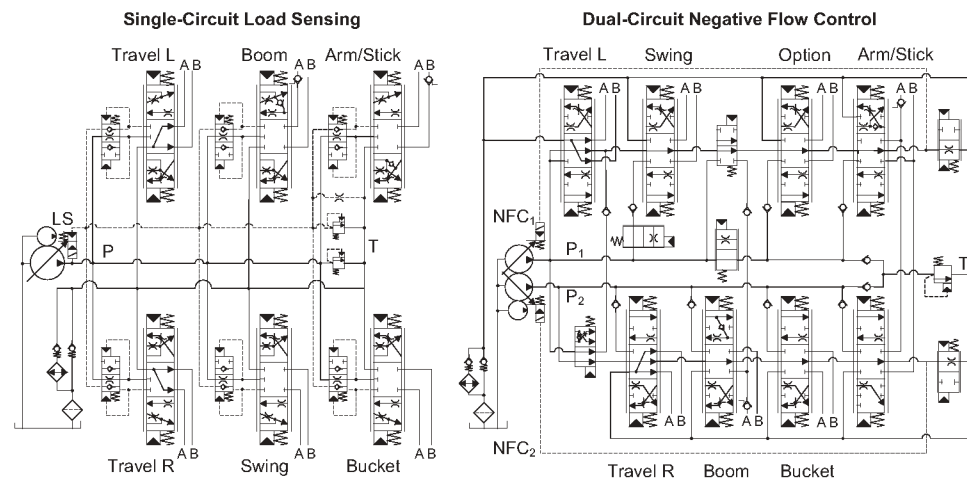 Single-Circuit Load Sensing
Travel L Boom Arm/Stick
A B A B A B
LS
P
T
A B A B A B
Travel R Swing Bucket
Dual-Circuit Negative Flow Control
Travel L Swing Option Arm/Stick
A B A B A B A B
NFC1
P1
T
P2
A B A B
NFC2
Travel R Boom Bucket